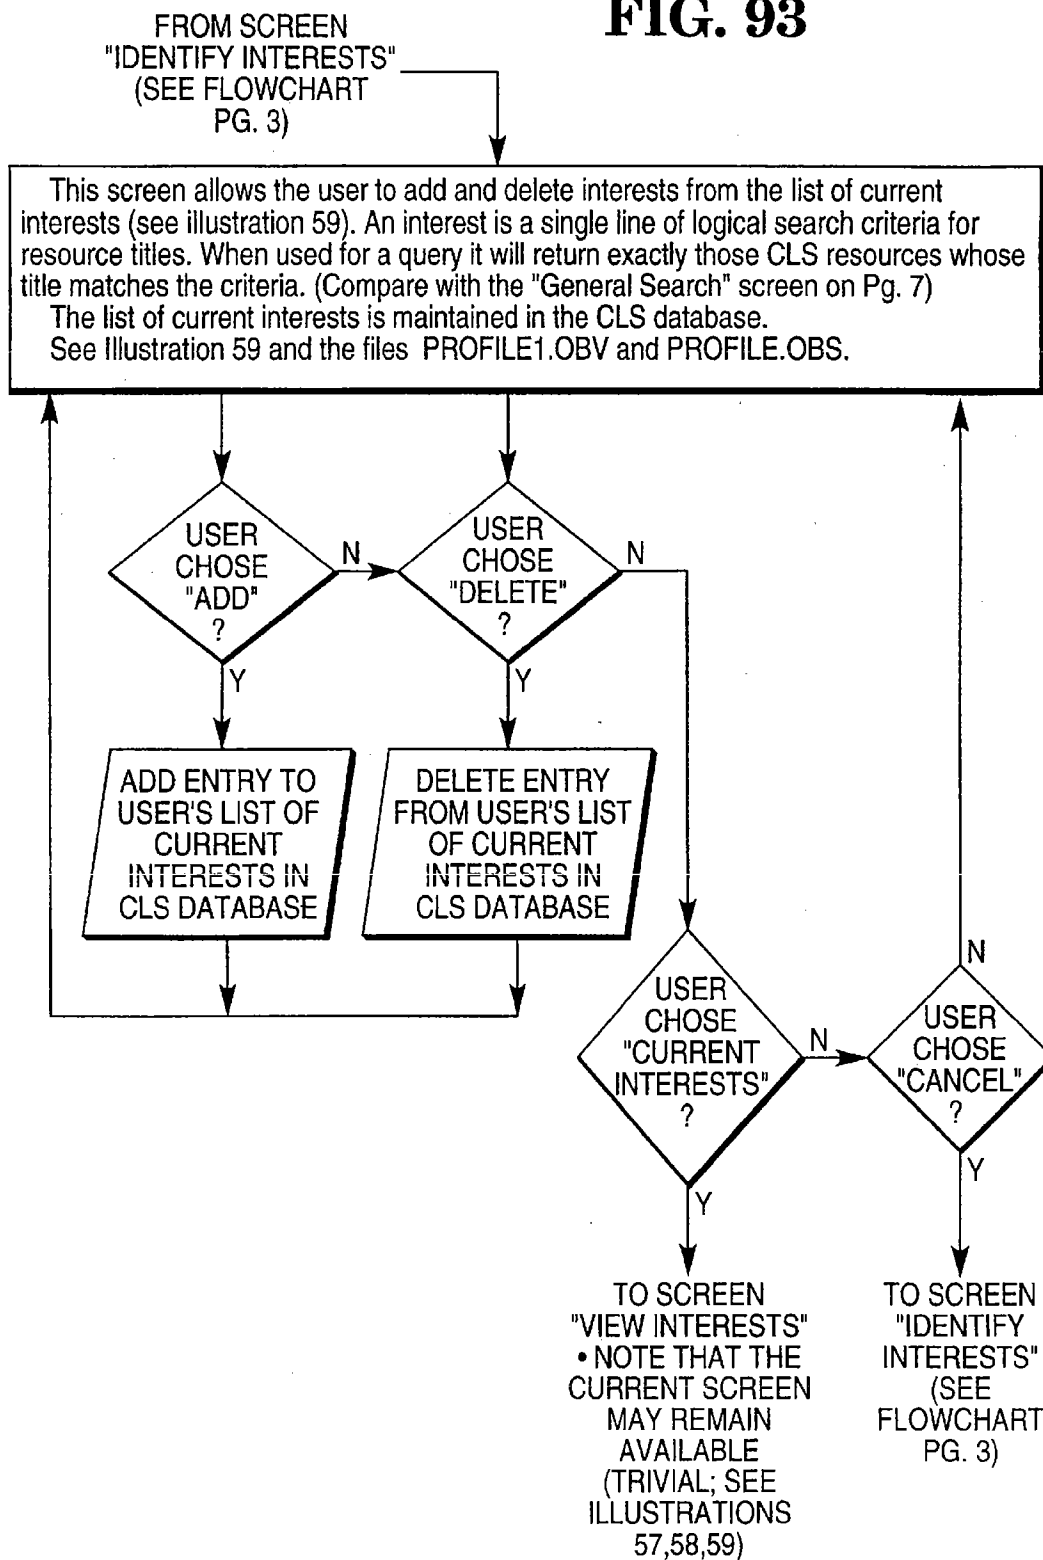 FIG. 93
FROM SCREEN
"IDENTIFY INTERESTS"
(SEE FLOWCHART
PG. 3)
This screen allows the user to add and delete interests from the list of current
interests (see illustration 59). An interest is a single line of logical search criteria for
resource titles. When used for a query it will return exactly those CLS resources whose
title matches the criteria. (Compare with the "General Search" screen on Pg. 7)
The list of current interests is maintained in the CLS database.
See Illustration 59 and the files PROFILE1.OBV and PROFILE.OBS.
USER
CHOSE
"ADD"
?
N
Y
USER
CHOSE
"DELETE"
?
N
Y
ADD ENTRY TO
USER'S LIST OF
CURRENT
INTERESTS IN
CLS DATABASE
DELETE ENTRY
FROM USER'S LIST
OF CURRENT
INTERESTS IN
CLS DATABASE
USER
CHOSE
"CURRENT
INTERESTS"
?
N
Y
USER
CHOSE
"CANCEL"
?
N
Y
TO SCREEN
"VIEW INTERESTS"
• NOTE THAT THE
CURRENT SCREEN
MAY REMAIN
AVAILABLE
(TRIVIAL; SEE
ILLUSTRATIONS
57,58,59)
TO SCREEN
"IDENTIFY
INTERESTS"
(SEE
FLOWCHART
PG. 3)